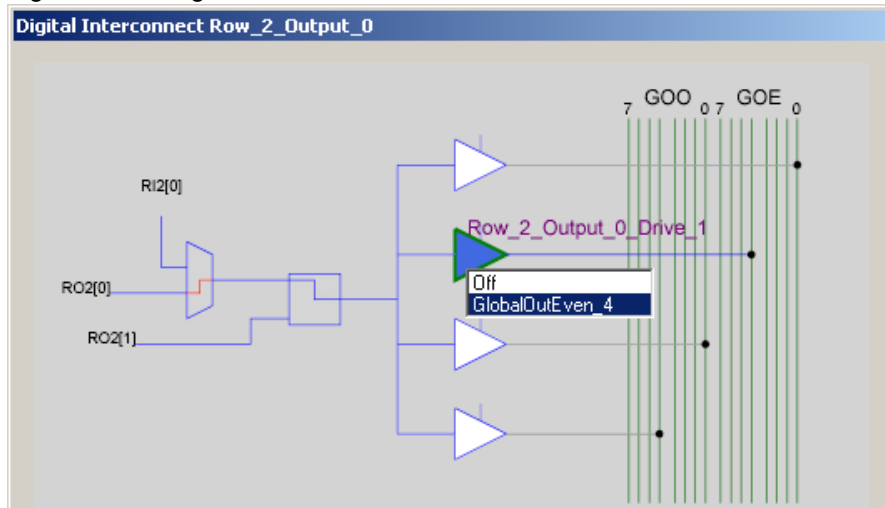 Digital Interconnect Row_2_Output_0
7 GOO 0 7 GOE 0
RI2[0]
Row_2_Output_0_Drive_1
Off
RO2[0]
GlobalOutEven_4
RO2[1]